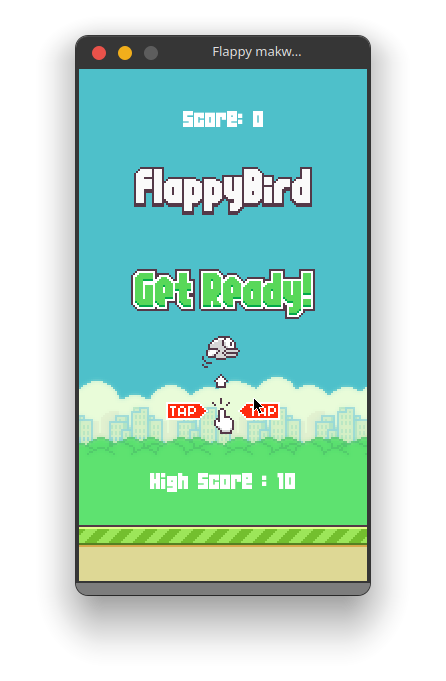 Flappy makw...
Score: 0
FlappyBird
Get Ready!
TAP TAP
High Score : 10